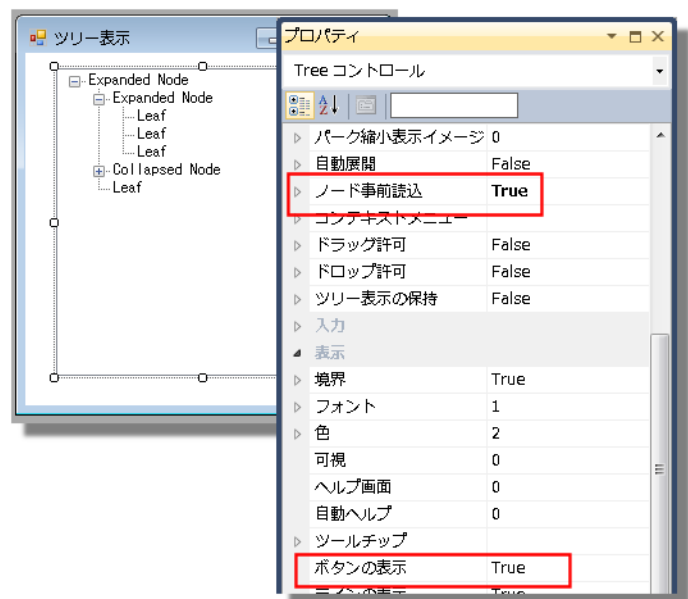 ツリー表示
Expanded Node
Expanded Node
Leaf
Leaf
Leaf
Collapsed Node
Leaf
プロパティ
Tree コントロール
パーク縮小表示イメージ 0
自動展開 False
ノード事前読込 True
コンテキストメニュー
ドラッグ許可 False
ドロップ許可 False
ツリー表示の保持 False
入力
表示
境界 True
フォント 1
色 2
可視 0
ヘルプ画面 0
自動ヘルプ 0
ツールチップ
ボタンの表示 True